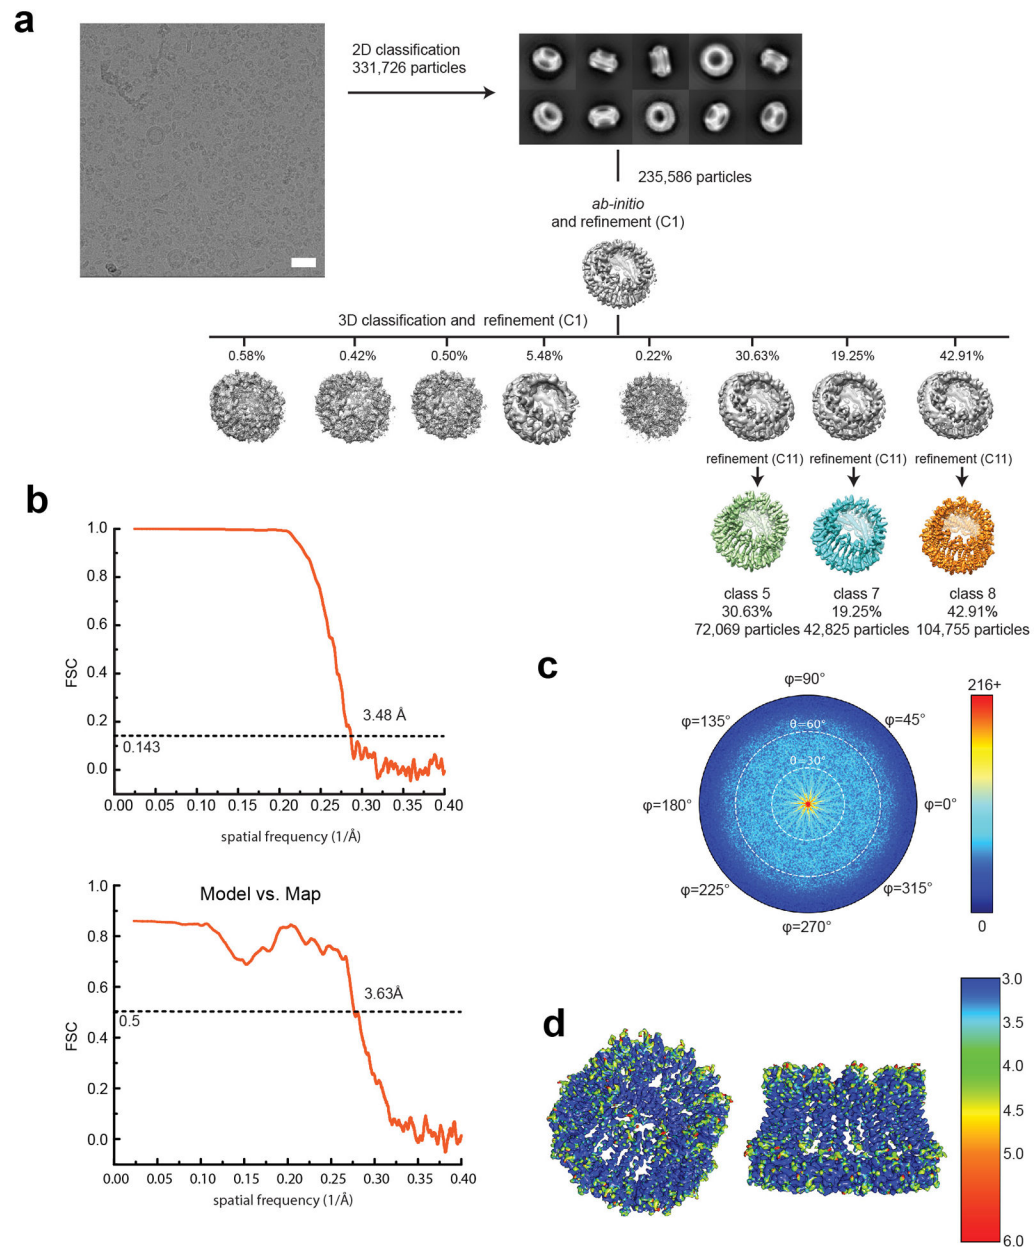 a
2D classification
331,726 particles
235,586 particles
ab-initio
and refinement (C1)
3D classification and refinement (C1)
0.58% 0.42% 0.50% 5.48% 0.22% 30.63% 19.25% 42.91%
refinement (C11) refinement (C11) refinement (C11)
class 5 class 7 class 8
30.63% 19.25% 42.91%
72,069 particles 42,825 particles 104,755 particles
b
1.0
0.8
0.6
0.4
0.2
0.0
FSC
3.48 Å
0.143
0.00 0.05 0.10 0.15 0.20 0.25 0.30 0.35 0.40
spatial frequency (1/Å)
Model vs. Map
1.0
0.8
0.6
0.4
0.2
0.0
FSC
3.63Å
0.5
0.00 0.05 0.10 0.15 0.20 0.25 0.30 0.35 0.40
spatial frequency (1/Å)
c
φ=90°
φ=135° φ=45°
θ=60°
θ=30°
φ=180° φ=0°
φ=225° φ=315°
φ=270°
216+
0
d
3.0
3.5
4.0
4.5
5.0
6.0